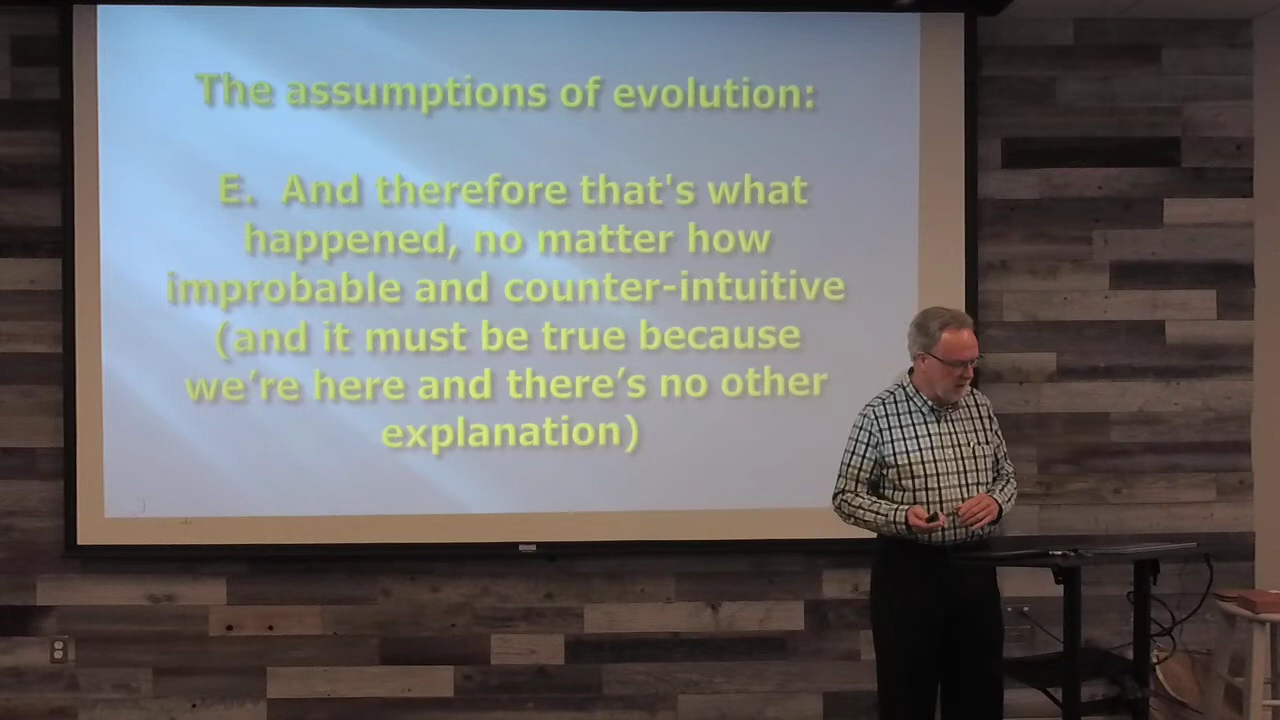 The assumptions of evolution:
E. And therefore that's what
happened, no matter how
improbable and counter-intuitive
(and it must be true because
we’re here and there’s no other
explanation)